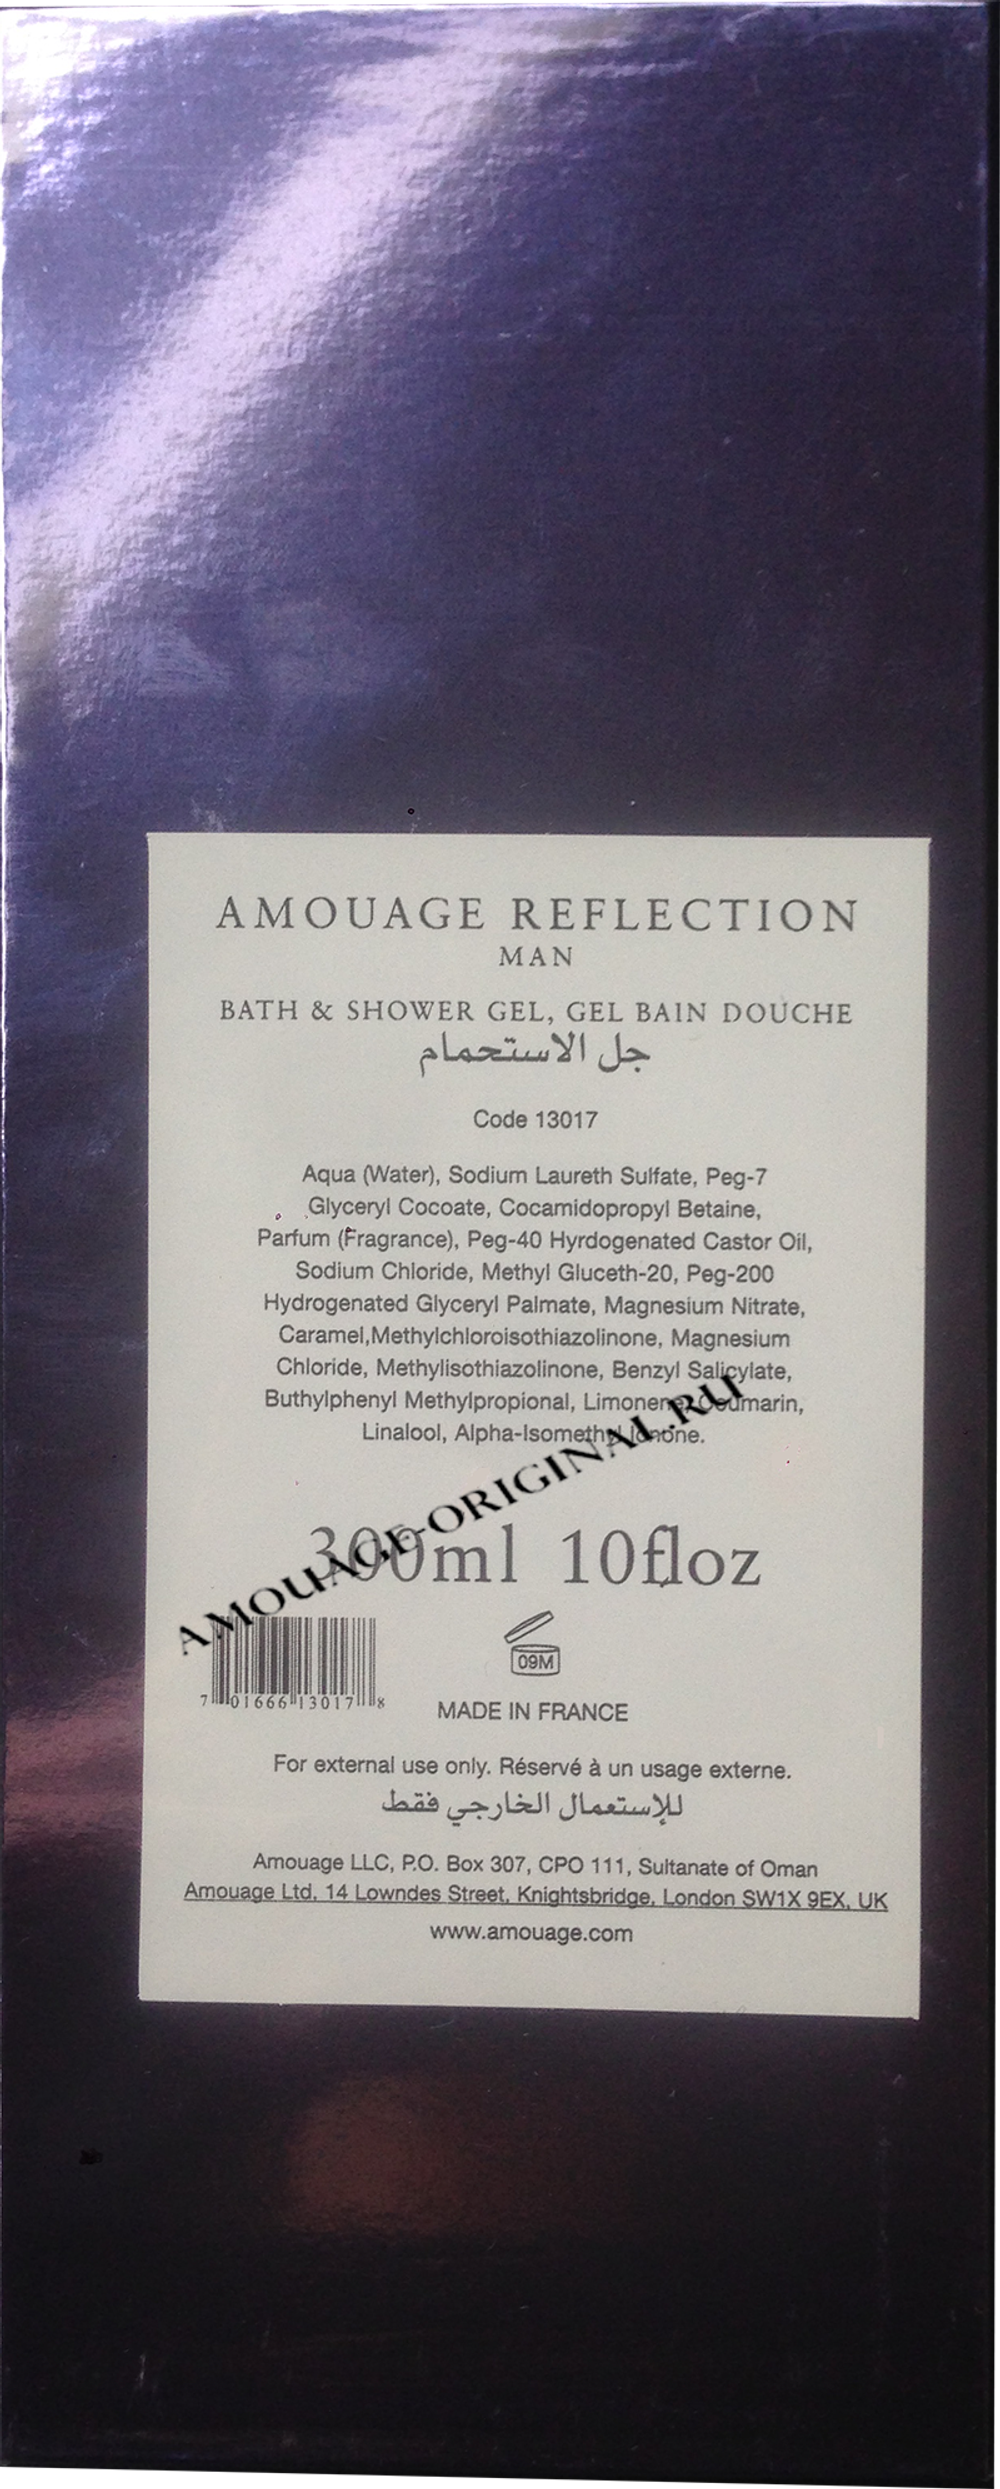 AMOUAGE REFLECTION
MAN
BATH & SHOWER GEL, GEL BAIN DOUCHE
جل الاستحمام
Code 13017
Aqua (Water), Sodium Laureth Sulfate, Peg-7
Glyceryl Cocoate, Cocamidopropyl Betaine,
Parfum (Fragrance), Peg-40 Hyrdogenated Castor Oil,
Sodium Chloride, Methyl Gluceth-20, Peg-200
Hydrogenated Glyceryl Palmate, Magnesium Nitrate,
Caramel,Methylchloroisothiazolinone, Magnesium
Chloride, Methylisothiazolinone, Benzyl Salicylate,
Buthylphenyl Methylpropional, Limonene, Coumarin,
Linalool, Alpha-Isomethyl Ionone.
AMOUAGE-ORIGINAL.RU
300ml 10floz
09M
7 01666 13017 8
MADE IN FRANCE
For external use only. Réservé à un usage externe.
للإستعمال الخارجي فقط
Amouage LLC, P.O. Box 307, CPO 111, Sultanate of Oman
Amouage Ltd. 14 Lowndes Street, Knightsbridge, London SW1X 9EX, UK
www.amouage.com